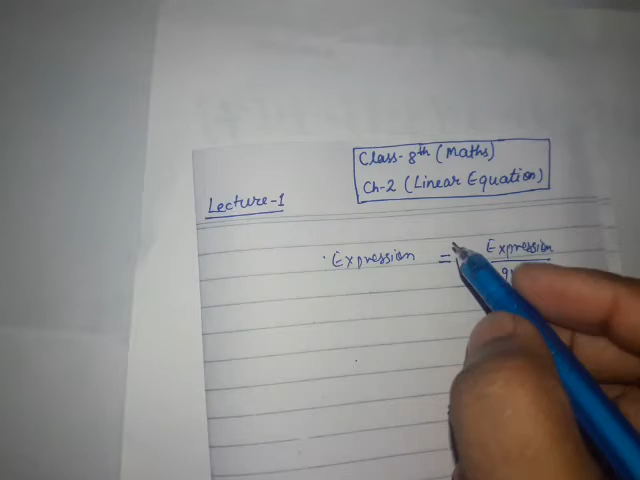 Class-8th (Maths)
Ch-2 (Linear Equation)
Lecture-1
Expression = Expression